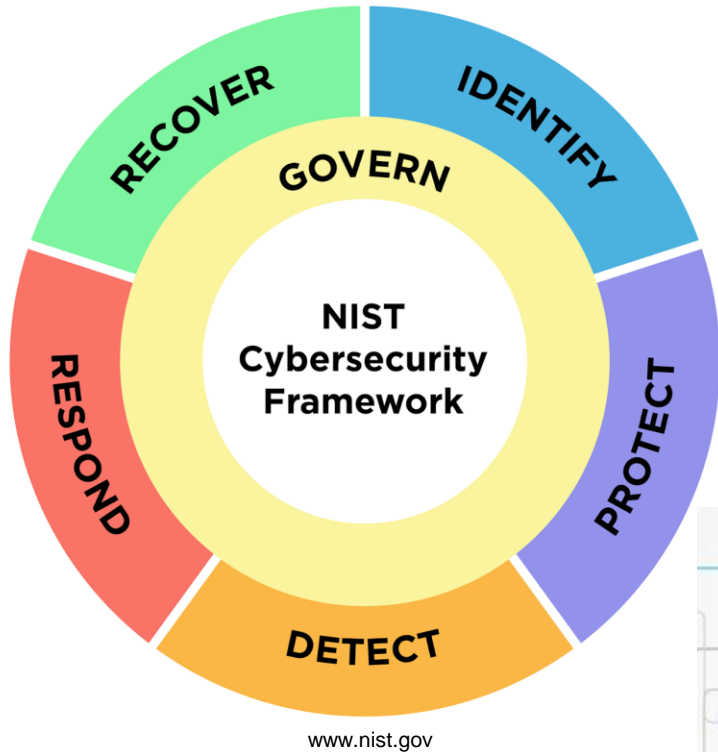 RECOVER
IDENTIFY
GOVERN
NIST
Cybersecurity
Framework
RESPOND
PROTECT
DETECT
www.nist.gov